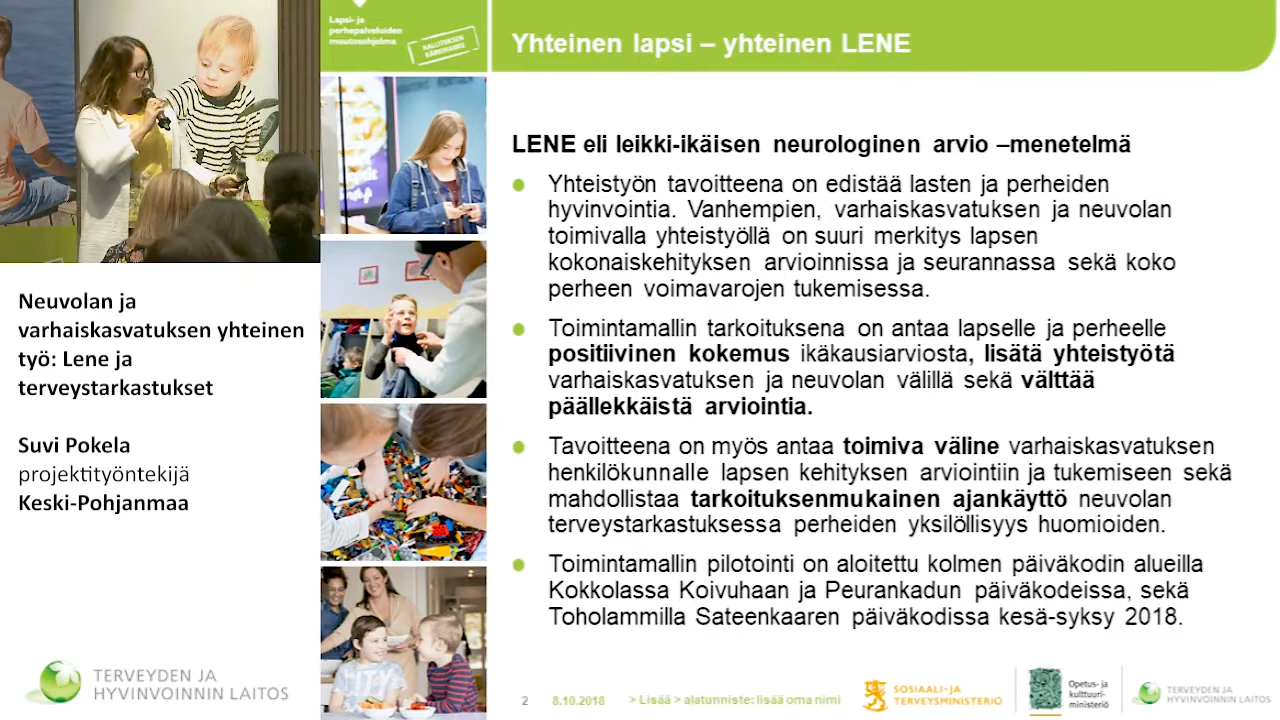 Lapsi- ja
perhepalveluiden
muutosohjelma
HALLITUKSEN
KÄRKIHANKE
Yhteinen lapsi – yhteinen LENE
LENE eli leikki-ikäisen neurologinen arvio –menetelmä
Yhteistyön tavoitteena on edistää lasten ja perheiden
hyvinvointia. Vanhempien, varhaiskasvatuksen ja neuvolan
toimivalla yhteistyöllä on suuri merkitys lapsen
kokonaiskehityksen arvioinnissa ja seurannassa sekä koko
perheen voimavarojen tukemisessa.
Toimintamallin tarkoituksena on antaa lapselle ja perheelle
positiivinen kokemus ikäkausiarviosta, lisätä yhteistyötä
varhaiskasvatuksen ja neuvolan välillä sekä välttää
päällekkäistä arviointia.
Tavoitteena on myös antaa toimiva väline varhaiskasvatuksen
henkilökunnalle lapsen kehityksen arviointiin ja tukemiseen sekä
mahdollistaa tarkoituksenmukainen ajankäyttö neuvolan
terveystarkastuksessa perheiden yksilöllisyys huomioiden.
Toimintamallin pilotointi on aloitettu kolmen päiväkodin alueilla
Kokkolassa Koivuhaan ja Peurankadun päiväkodeissa, sekä
Toholammilla Sateenkaaren päiväkodissa kesä-syksy 2018.
Neuvolan ja
varhaiskasvatuksen yhteinen
työ: Lene ja
terveystarkastukset
Suvi Pokela
projektityöntekijä
Keski-Pohjanmaa
TERVEYDEN JA
HYVINVOINNIN LAITOS
2 8.10.2018 > Lisää > alatunniste: lisää oma nimi
SOSIAALI- JA
TERVEYSMINISTERIÖ
Opetus- ja
kulttuuri-
ministeriö
TERVEYDEN JA
HYVINVOINNIN LAITOS